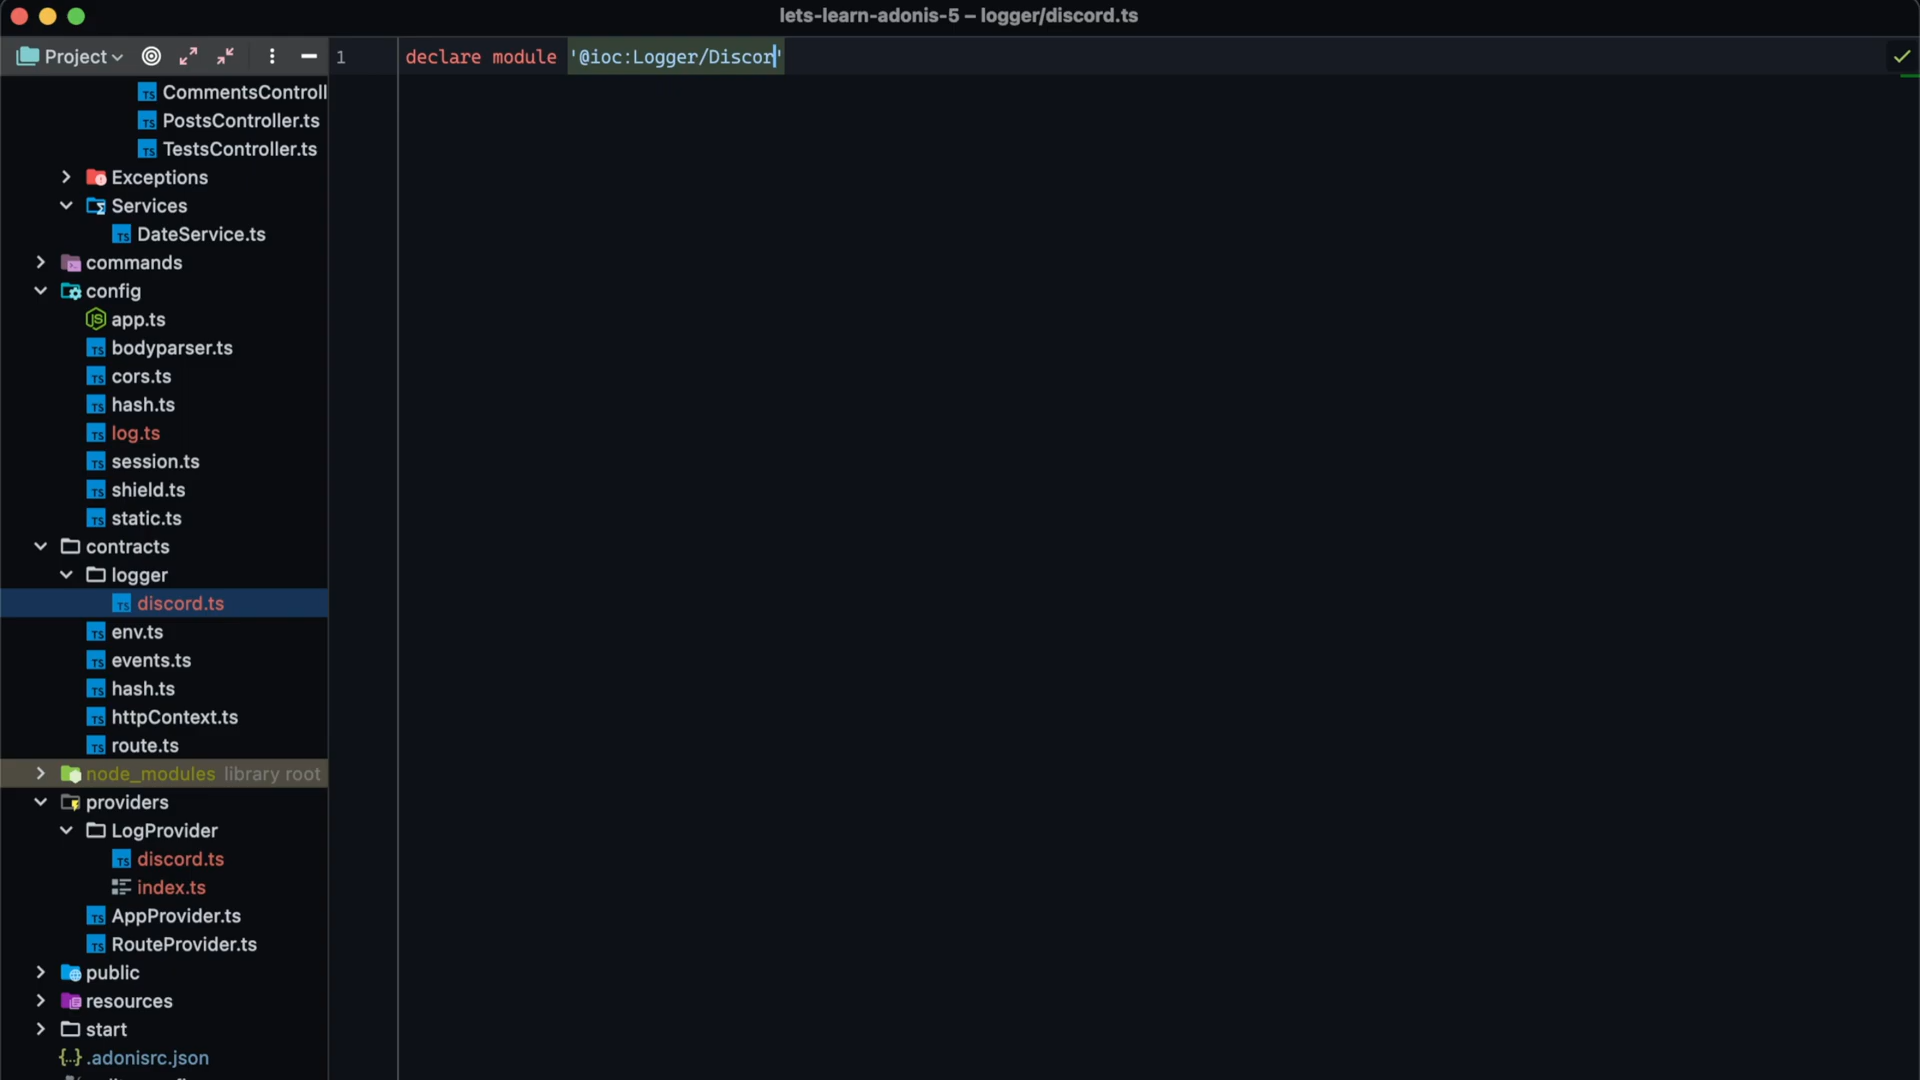 lets-learn-adonis-5 – logger/discord.ts
Project
1 declare module '@ioc:Logger/Discor'
CommentsControll
PostsController.ts
TestsController.ts
Exceptions
Services
DateService.ts
commands
config
app.ts
bodyparser.ts
cors.ts
hash.ts
log.ts
session.ts
shield.ts
static.ts
contracts
logger
discord.ts
env.ts
events.ts
hash.ts
httpContext.ts
route.ts
node_modules library root
providers
LogProvider
discord.ts
index.ts
AppProvider.ts
RouteProvider.ts
public
resources
start
.adonisrc.json